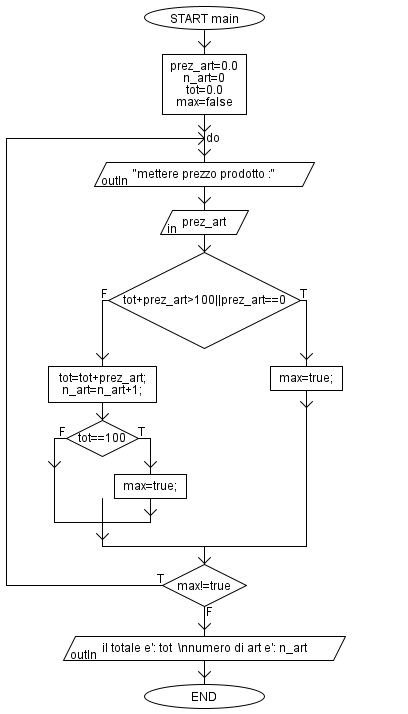 START main
prez_art=0.0
n_art=0
tot=0.0
max=false
do
"mettere prezzo prodotto :"
outln
prez_art
in
F
T
tot+prez_art>100||prez_art==0
tot=tot+prez_art;
n_art=n_art+1;
max=true;
F
T
tot==100
max=true;
T
max!=true
F
il totale e': tot \nnumero di art e': n_art
outln
END